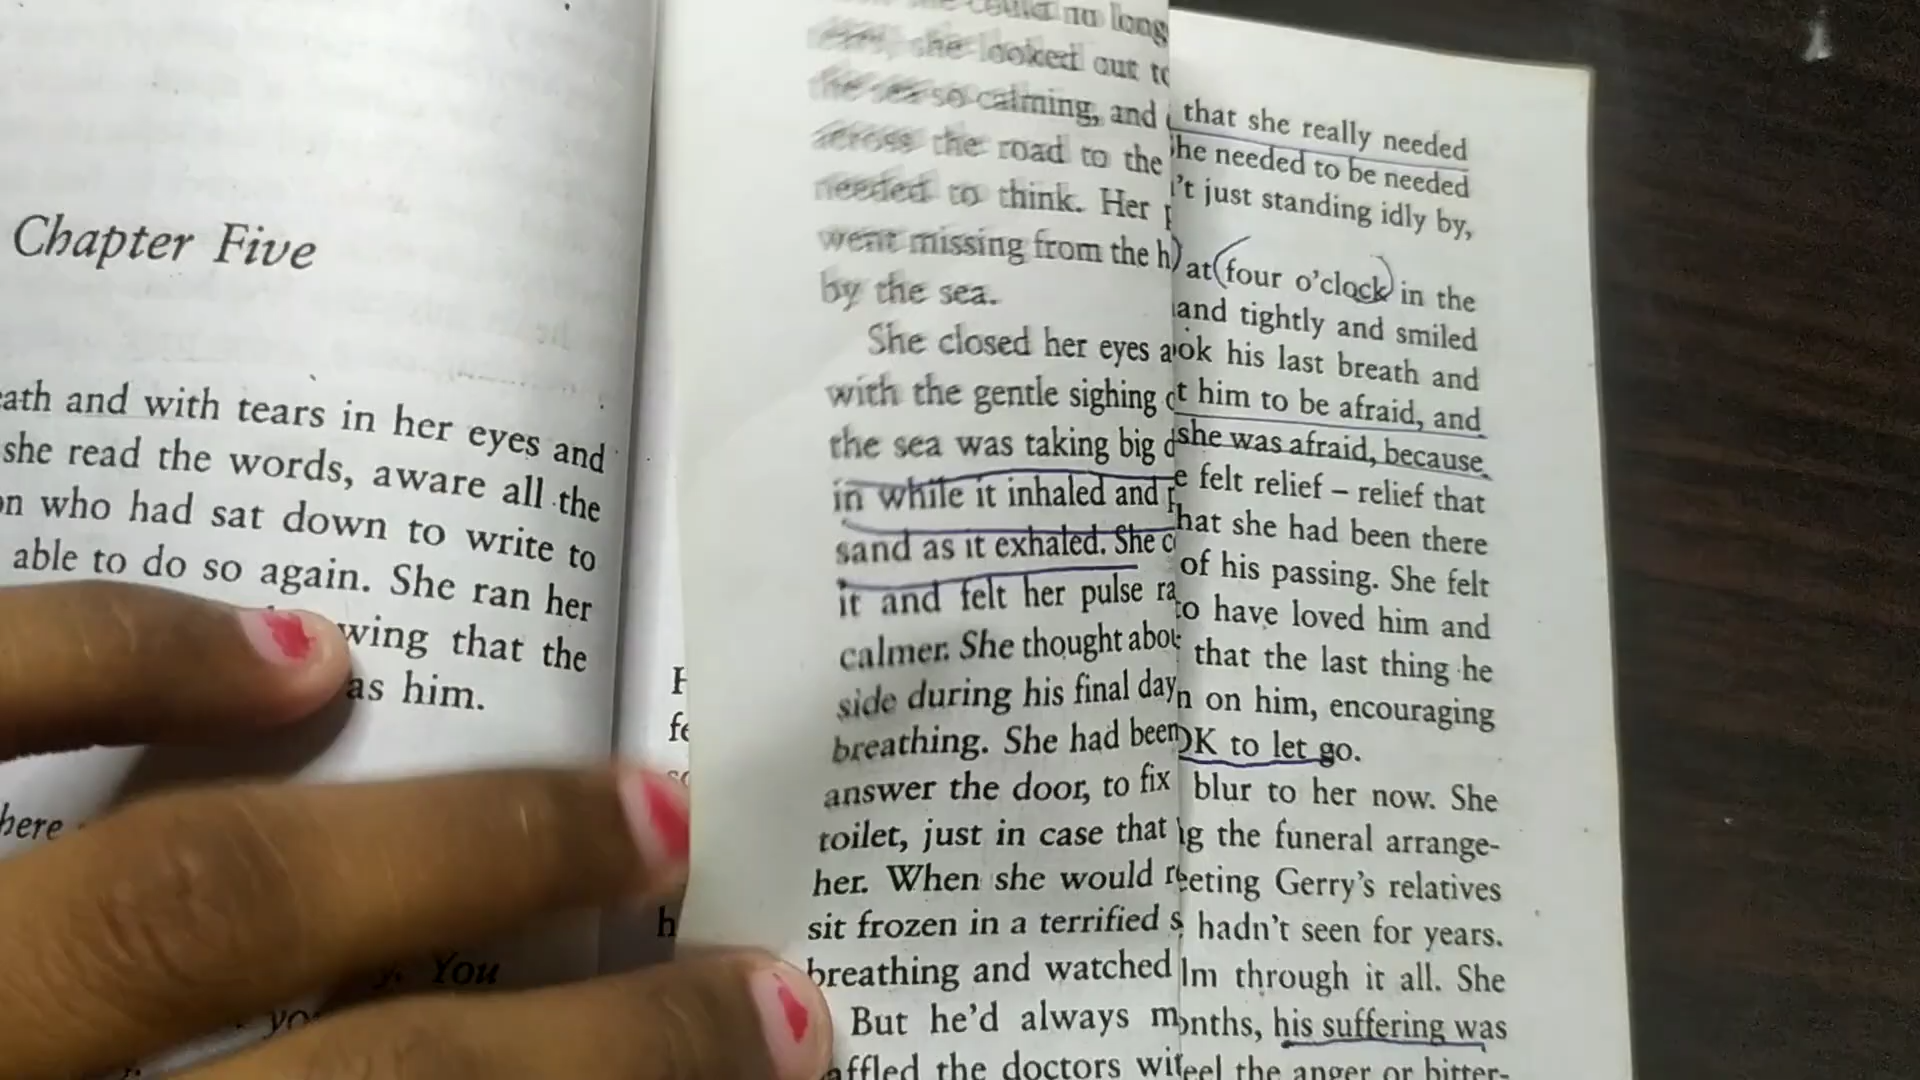 Chapter Five
and with tears in her eyes and
she read the words, aware all the
who had sat down to write to
able to do so again. She ran her
that the
as him.
You
could no long
she looked out to
the sea so calming, and
across the road to the
needed to think. Her
went missing from the
by the sea.
She closed her eyes
with the gentle sighing
the sea was taking big
in while it inhaled and
sand as it exhaled. She
it and felt her pulse
calmer. She thought
side during his final
breathing. She had been
answer the door, to fix
toilet, just in case that
her. When she would
sit frozen in a terrified
breathing and watched
But he'd always
the doctors
that she really needed
he needed to be needed
't just standing idly by,
at four o'clock in the
and tightly and smiled
his last breath and
him to be afraid, and
she was afraid, because
felt relief – relief that
she had been there
of his passing. She felt
to have loved him and
that the last thing he
on him, encouraging
OK to let go.
blur to her now. She
the funeral arrange-
Gerry's relatives
hadn't seen for years.
through it all. She
his suffering was
the anger or bitter-